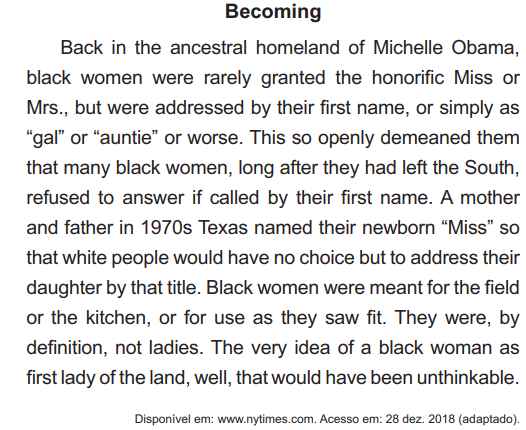 Becoming
Back in the ancestral homeland of Michelle Obama,
black women were rarely granted the honorific Miss or
Mrs., but were addressed by their first name, or simply as
“gal” or “auntie” or worse. This so openly demeaned them
that many black women, long after they had left the South,
refused to answer if called by their first name. A mother
and father in 1970s Texas named their newborn “Miss” so
that white people would have no choice but to address their
daughter by that title. Black women were meant for the field
or the kitchen, or for use as they saw fit. They were, by
definition, not ladies. The very idea of a black woman as
first lady of the land, well, that would have been unthinkable.
Disponível em: www.nytimes.com. Acesso em: 28 dez. 2018 (adaptado).